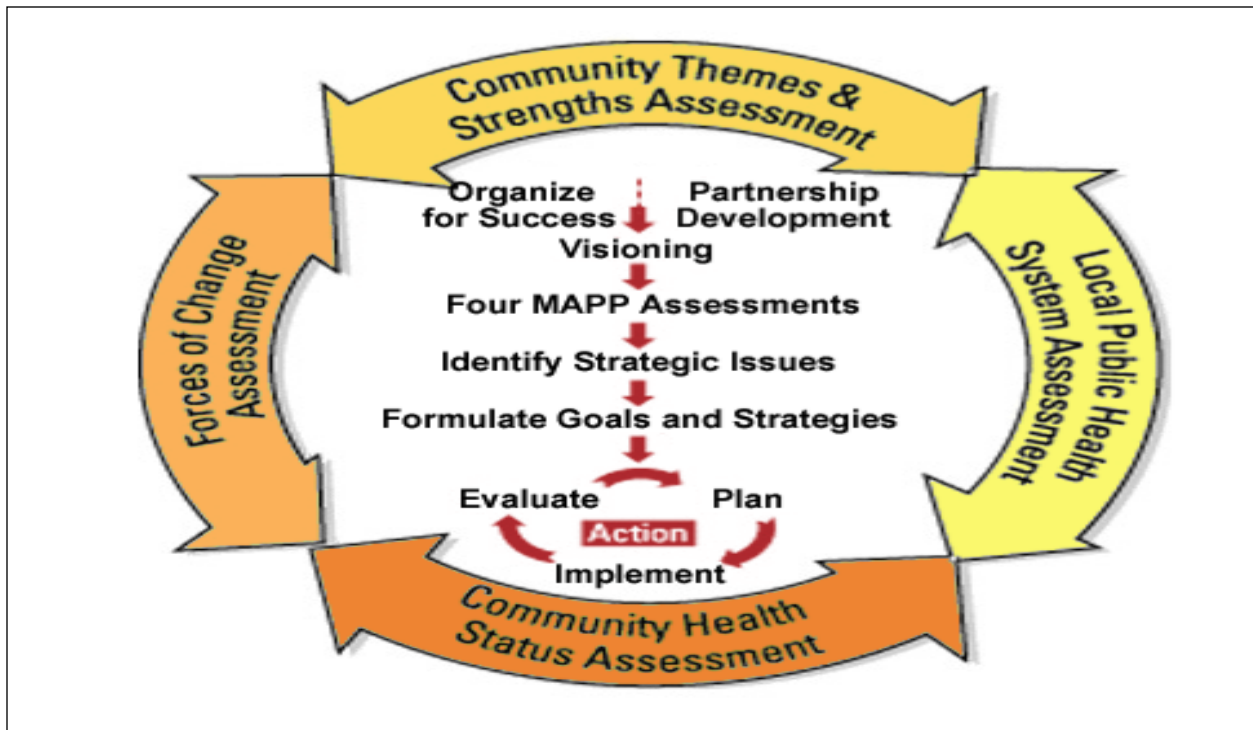 Community Themes &
Strengths Assessment
Organize
for Success
Partnership
Development
Visioning
Four MAPP Assessments
Identify Strategic Issues
Formulate Goals and Strategies
Evaluate
Plan
Action
Implement
Forces of Change
Assessment
Local Public Health
System Assessment
Community Health
Status Assessment